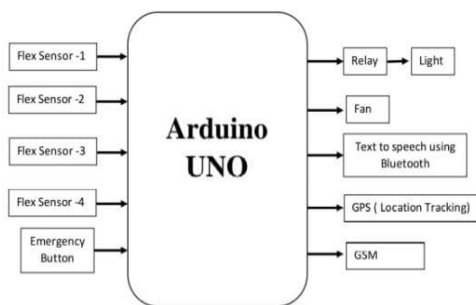 Flex Sensor -1
Flex Sensor -2
Flex Sensor -3
Flex Sensor -4
Emergency
Button
Arduino
UNO
Relay
Light
Fan
Text to speech using
Bluetooth
GPS ( Location Tracking)
GSM